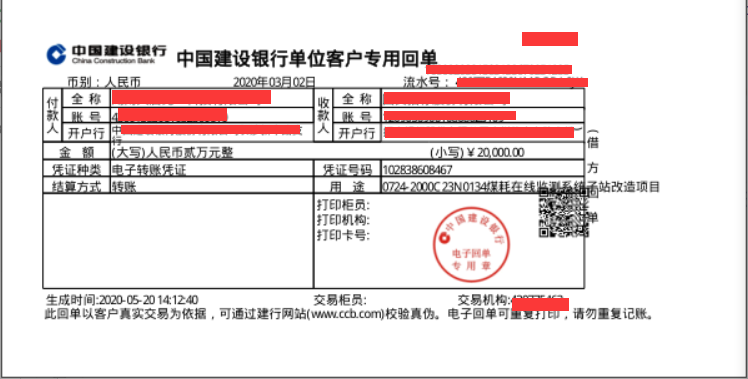 中国建设银行
China Construction Bank
中国建设银行单位客户专用回单
币别：人民币 2020年03月02日 流水号：
付款人 全 称 收款人 全 称
账 号 账 号
开户行 开户行
金 额 (大写)人民币贰万元整 (小写)￥20,000.00
凭证种类 电子转账凭证 凭证号码 102838608467
结算方式 转账 用 途 0724-2000C23N0134煤耗在线监测系统子站改造项目
打印柜员:
打印机构:
打印卡号:
中国建设银行
电子回单
专用章
(借方回单
生成时间:2020-05-20 14:12:40 交易柜员: 交易机构:
此回单以客户真实交易为依据，可通过建行网站(www.ccb.com)校验真伪。电子回单可重复打印，请勿重复记账。